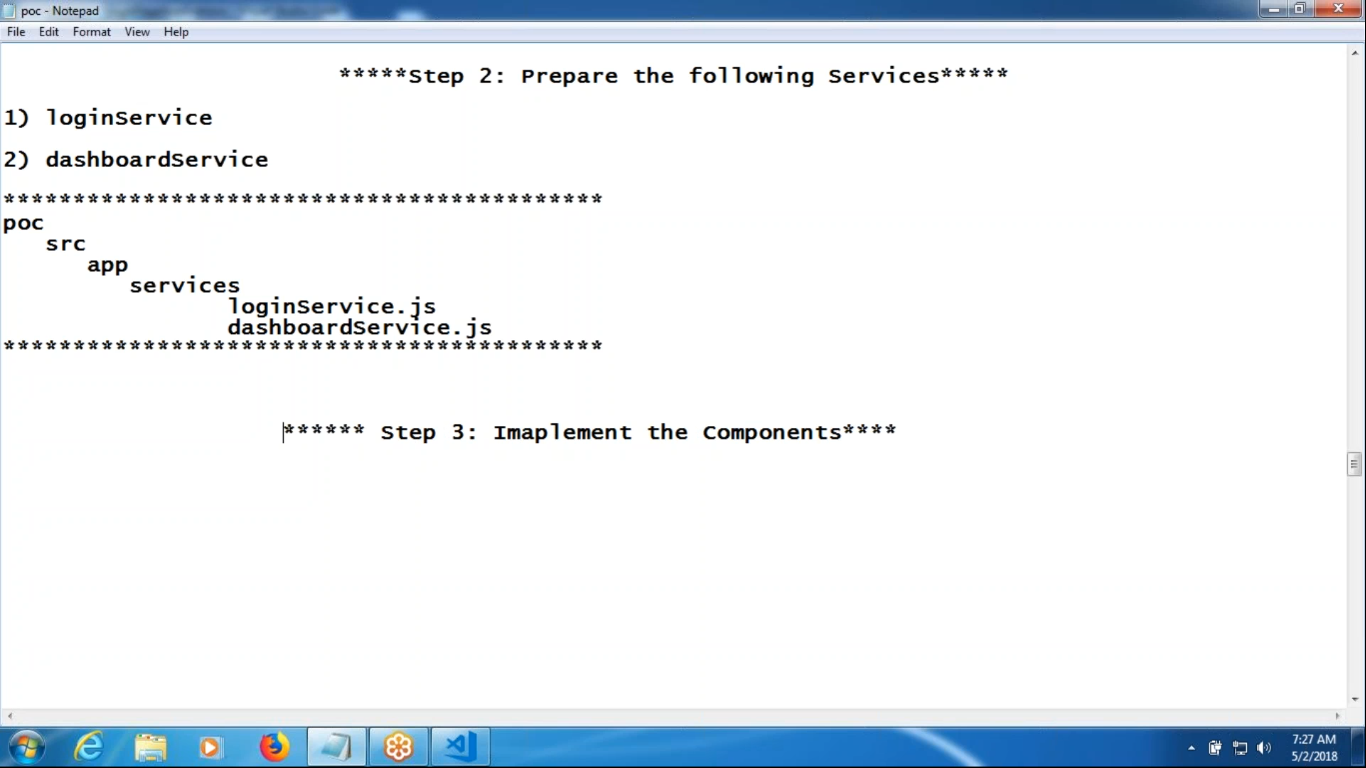 poc - Notepad
File Edit Format View Help
*****Step 2: Prepare the following Services*****
1) loginService
2) dashboardService
*******************************************
poc
src
app
services
loginService.js
dashboardService.js
*******************************************
****** Step 3: Imaplement the Components****
7:27 AM
5/2/2018